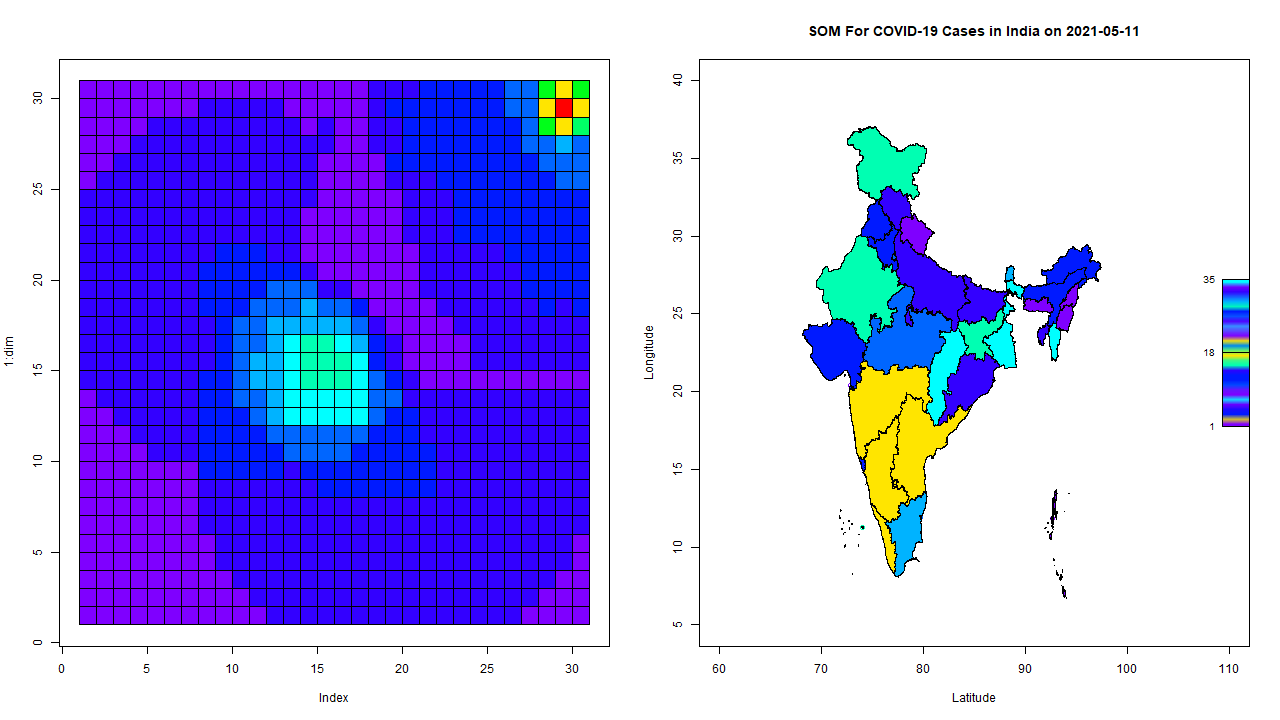 SOM For COVID-19 Cases in India on 2021-05-11
1:dim
0 5 10 15 20 25 30
0 5 10 15 20 25 30
Index
Longitude
5 10 15 20 25 30 35 40
60 70 80 90 100 110
Latitude
35
18
1